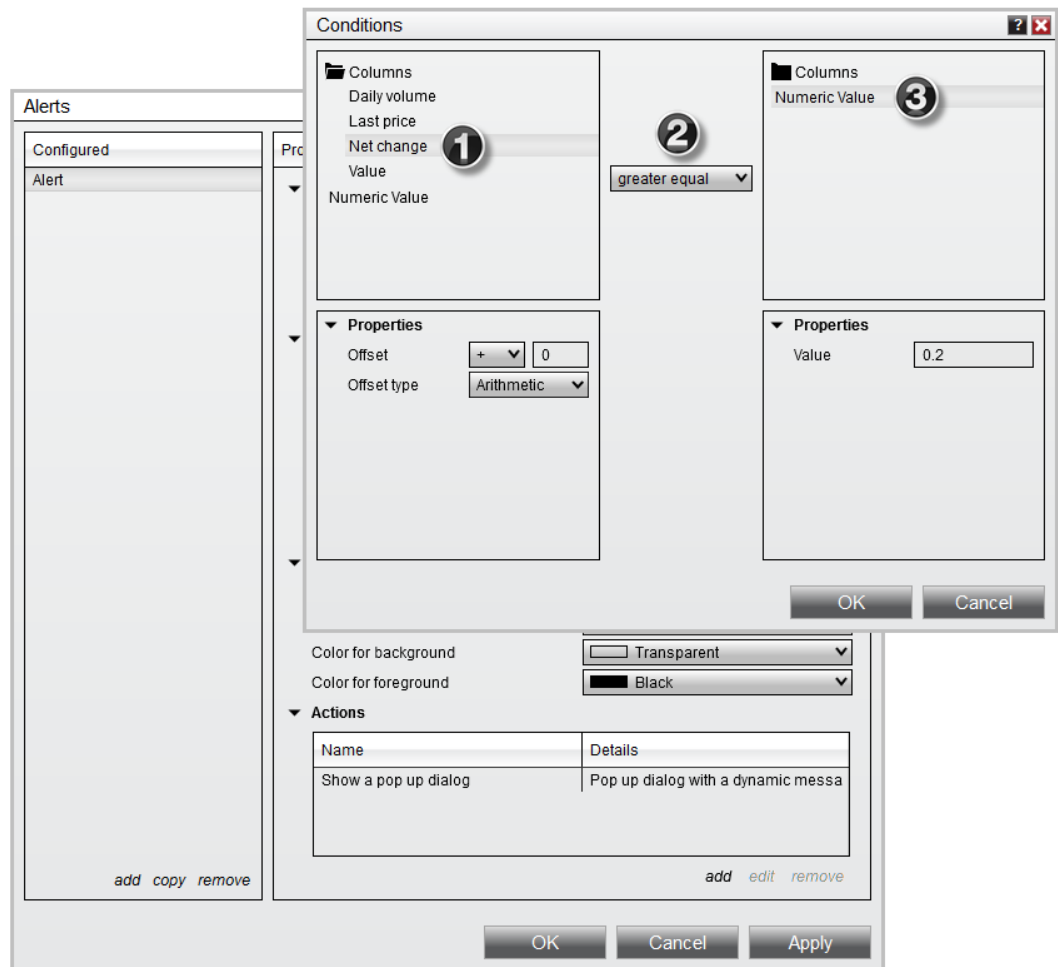 Conditions
?
Columns
Daily volume
Last price
Net change
1
Value
Numeric Value
2
greater equal
Columns
Numeric Value
3
Properties
Offset + 0
Offset type Arithmetic
Properties
Value 0.2
OK Cancel
Alerts
Configured
Alert
add copy remove
Color for background Transparent
Color for foreground Black
Actions
Name Details
Show a pop up dialog Pop up dialog with a dynamic messa
add edit remove
OK Cancel Apply